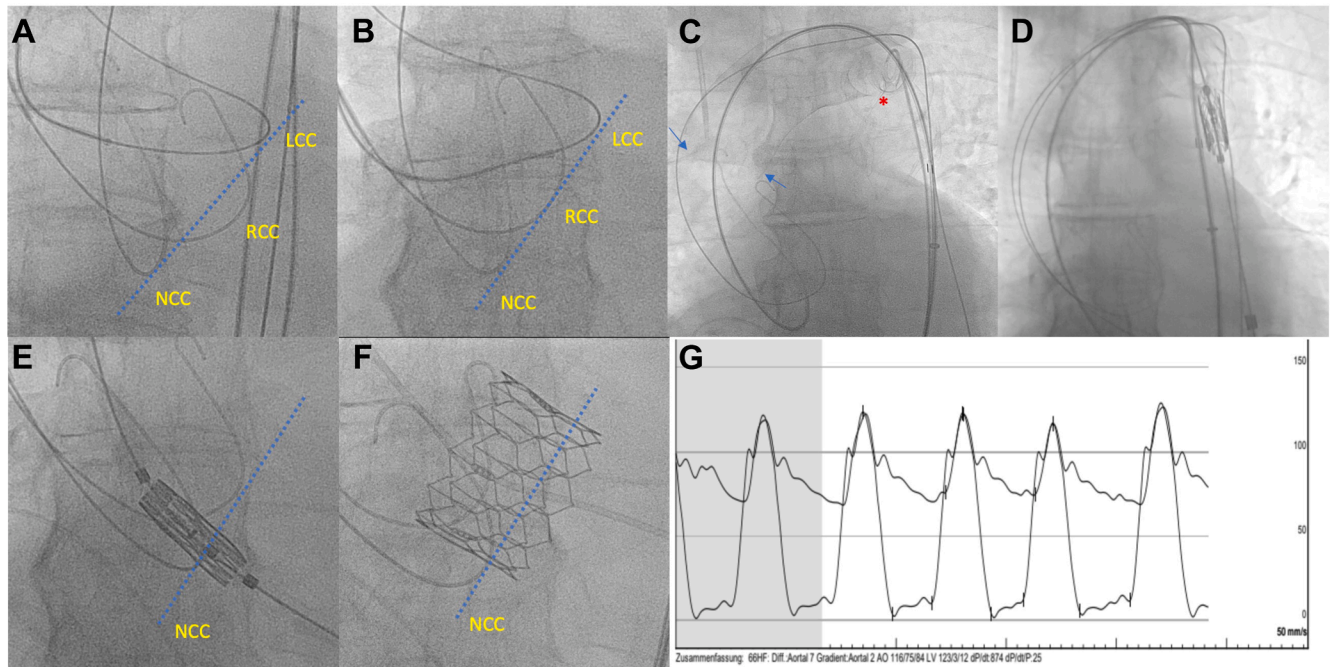 A
LCC
RCC
NCC
B
LCC
RCC
NCC
C
*
D
E
NCC
F
NCC
G
150
100
50
0
50 mm/s
Zusammenfassung: 66HF: Diff.:Aortal 7 Gradient:Aortal 2 AO 116/75/84 LV 123/3/12 dP/dt:874 dP/dt/P:25